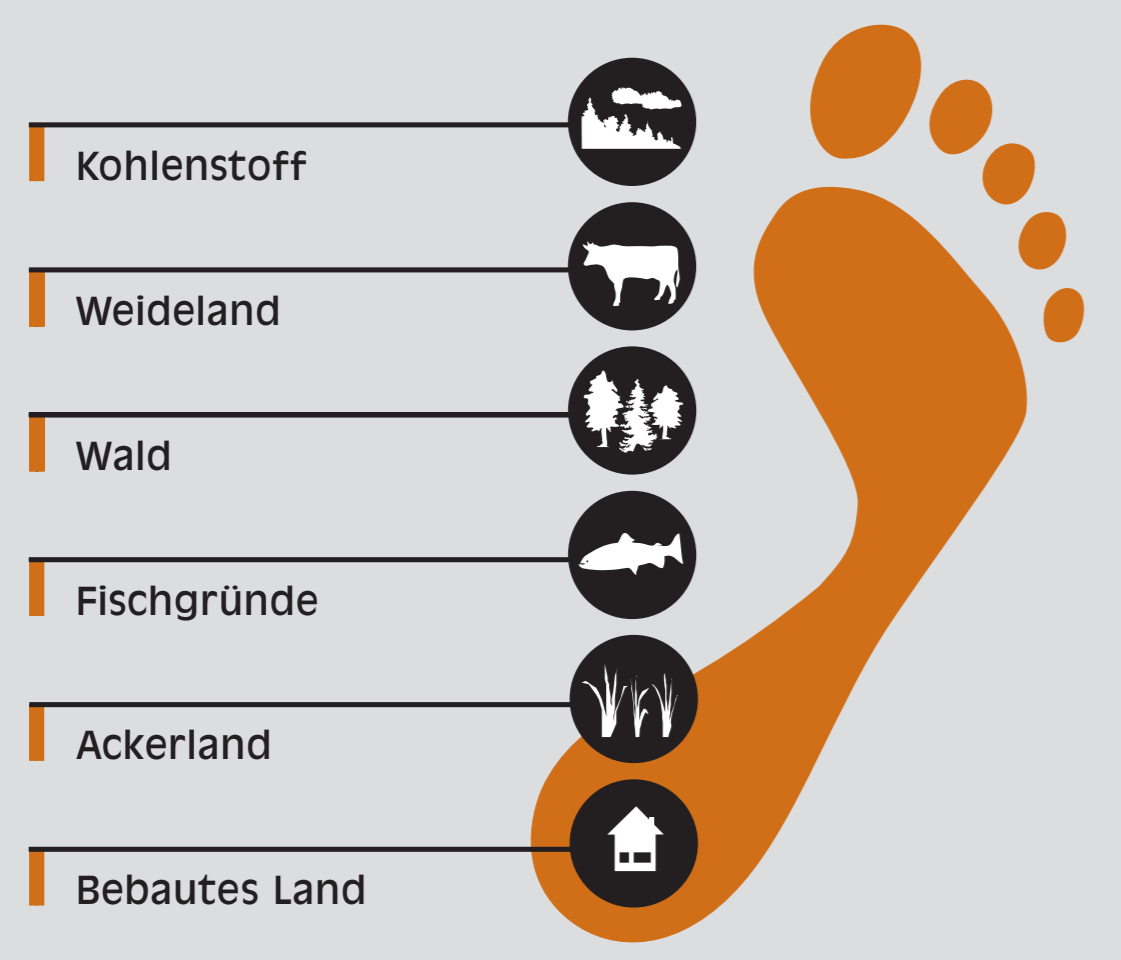 Kohlenstoff
Weideland
Wald
Fischgründe
Ackerland
Bebautes Land